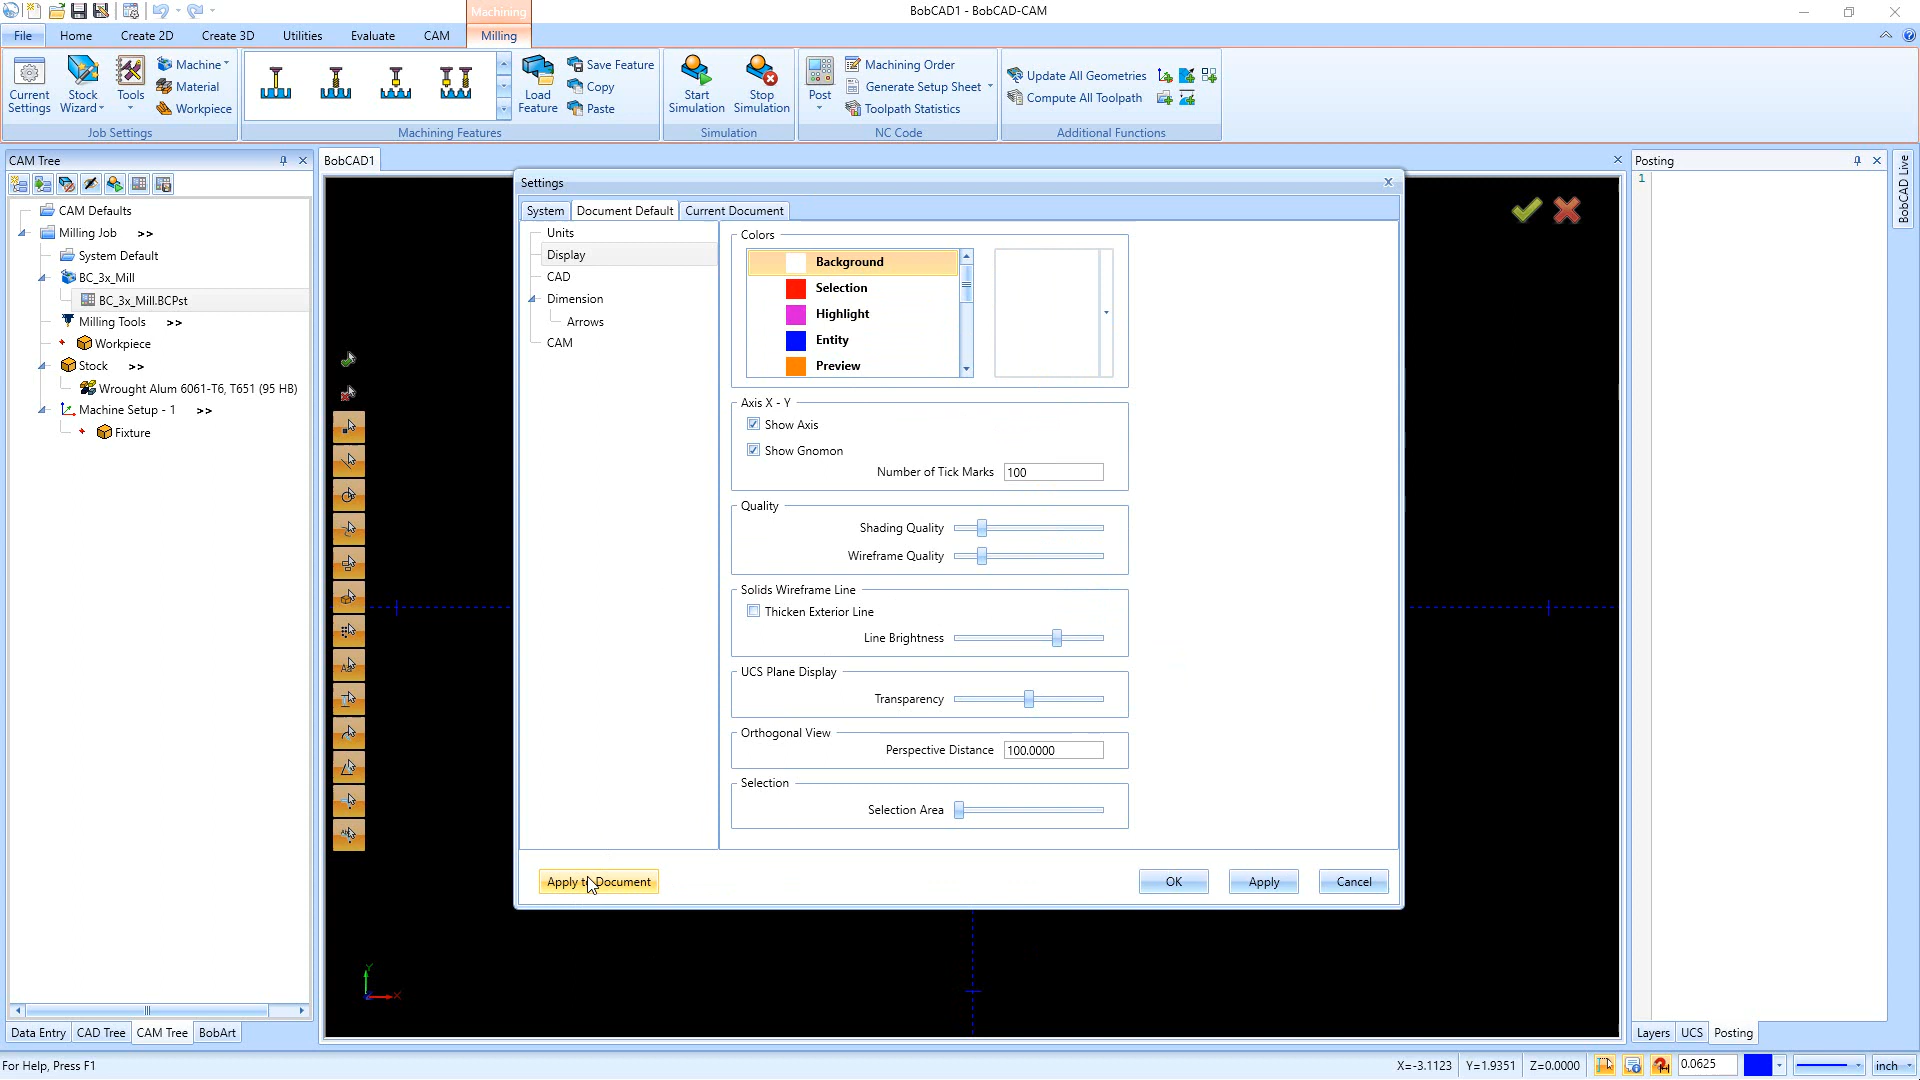 Machining
BobCAD1 - BobCAD-CAM
File Home Create 2D Create 3D Utilities Evaluate CAM Milling
Current Settings
Stock Wizard
Tools
Machine
Material
Workpiece
Job Settings
Load Feature
Save Feature
Copy
Paste
Machining Features
Start Simulation
Stop Simulation
Simulation
Post
Machining Order
Generate Setup Sheet
Toolpath Statistics
NC Code
Update All Geometries
Compute All Toolpath
Additional Functions
CAM Tree
CAM Defaults
Milling Job >>
System Default
BC_3x_Mill
BC_3x_Mill.BCPst
Milling Tools >>
Workpiece
Stock >>
Wrought Alum 6061-T6, T651 (95 HB)
Machine Setup - 1 >>
Fixture
Data Entry CAD Tree CAM Tree BobArt
BobCAD1
Settings
System Document Default Current Document
Units
Display
CAD
Dimension
Arrows
CAM
Colors
Background
Selection
Highlight
Entity
Preview
Axis X - Y
Show Axis
Show Gnomon
Number of Tick Marks 100
Quality
Shading Quality
Wireframe Quality
Solids Wireframe Line
Thicken Exterior Line
Line Brightness
UCS Plane Display
Transparency
Orthogonal View
Perspective Distance 100.0000
Selection
Selection Area
Apply to Document OK Apply Cancel
Y
X
Posting
1
BobCAD Live
Layers UCS Posting
For Help, Press F1
X=-3.1123 Y=1.9351 Z=0.0000 0.0625 inch